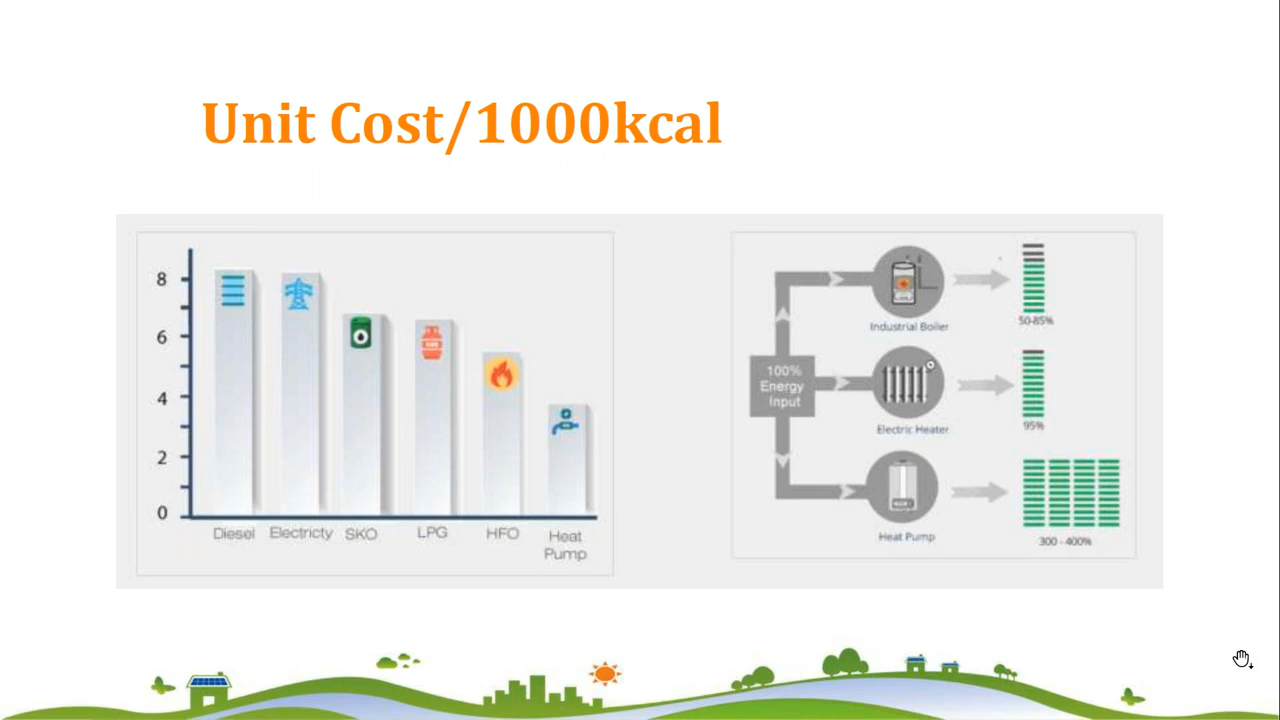 Unit Cost/1000kcal
8
6
4
2
0
Diesel
Electricty
SKO
LPG
HFO
Heat
Pump
100%
Energy
Input
Industrial Boiler
50-85%
Electric Heater
95%
Heat Pump
300 - 400%